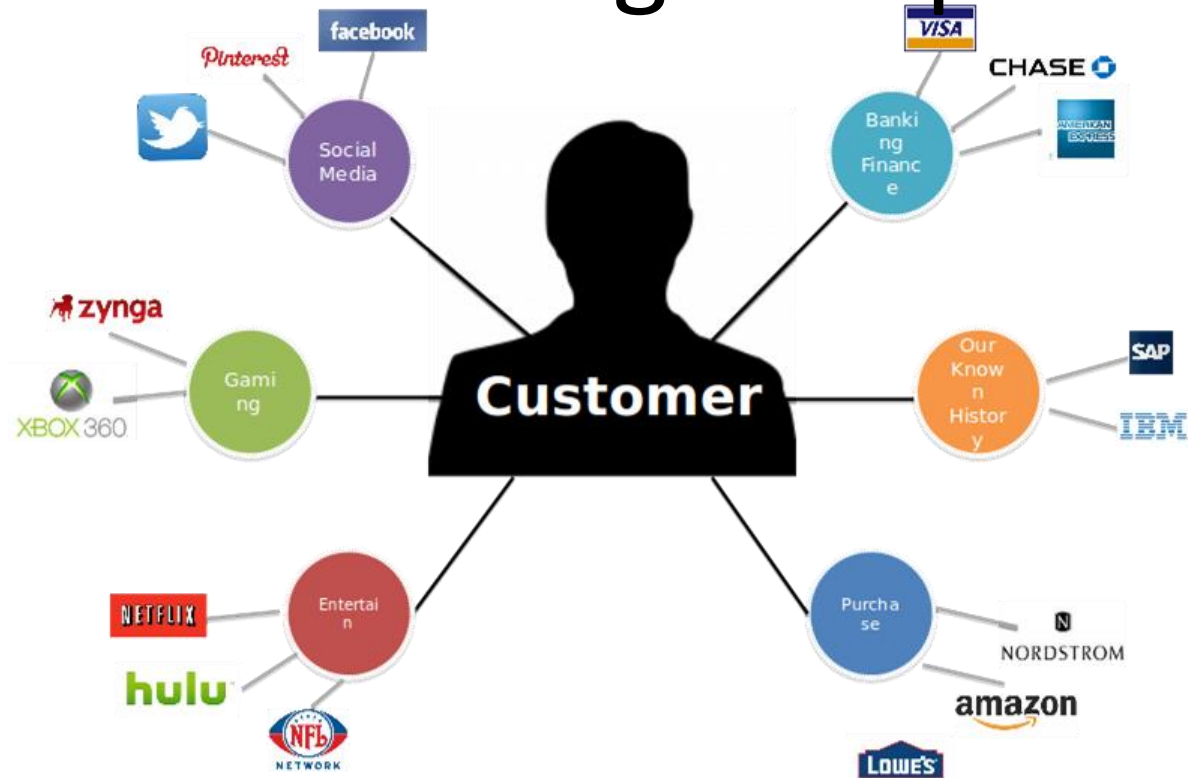 facebook
Pinterest
Social
Media
VISA
CHASE
AMERICAN
EXPRESS
Banki
ng
Financ
e
zynga
XBOX 360
Gami
ng
Customer
Our
Know
n
Histor
y
SAP
IBM
NETFLIX
hulu
NFL
NETWORK
Entertai
n
Purcha
se
N
NORDSTROM
amazon
LOWE'S